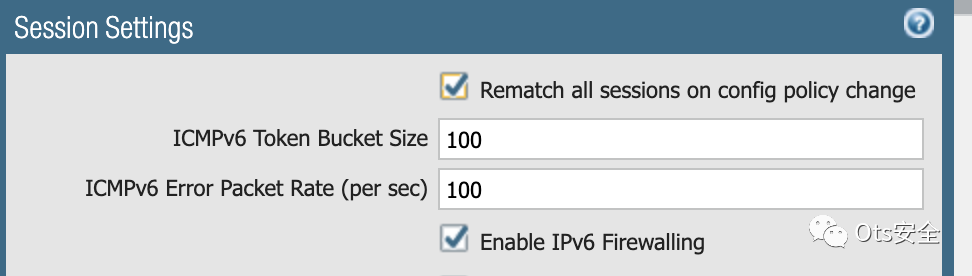 Session Settings
Rematch all sessions on config policy change
ICMPv6 Token Bucket Size 100
ICMPv6 Error Packet Rate (per sec) 100
Enable IPv6 Firewalling
Ots安全